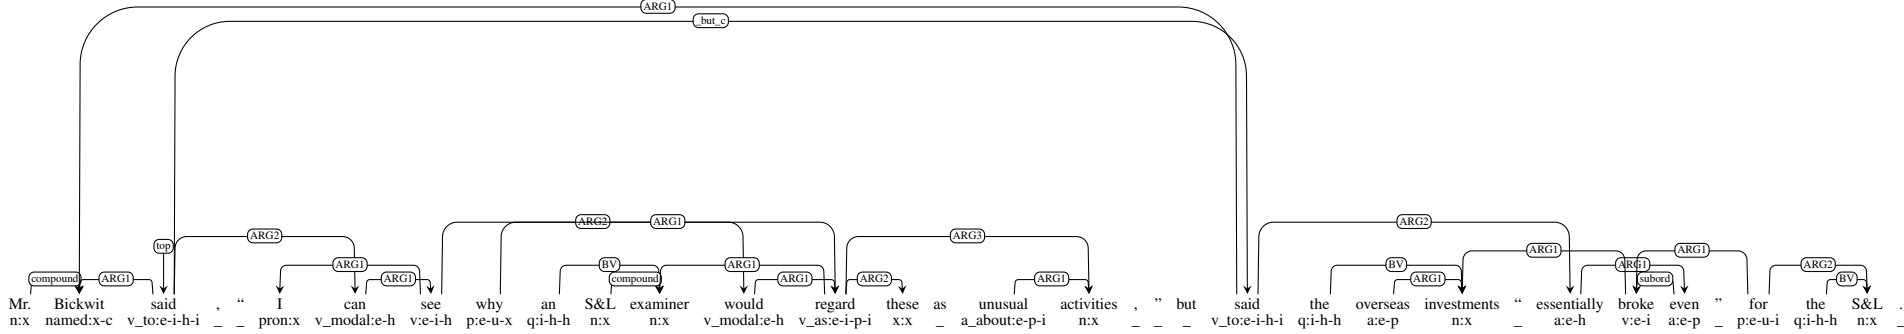 ARG1
_but_c
ARG2 ARG1 ARG2
top ARG2 ARG3
ARG1 ARG1 ARG1
ARG1 BV ARG1 BV ARG1 ARG2
compound ARG1 ARG1 compound ARG1 ARG2 ARG1 ARG1 subord BV
Mr. Bickwit said , “ I can see why an S&L examiner would regard these as unusual activities , ” but said the overseas investments “ essentially broke even ” for the S&L .
n:x named:x-c v_to:e-i-h-i _ _ pron:x v_modal:e-h v:e-i-h p:e-u-x q:i-h-h n:x n:x v_modal:e-h v_as:e-i-p-i x:x _ a_about:e-p-i n:x _ _ _ v_to:e-i-h-i q:i-h-h a:e-p n:x _ a:e-h v:e-i a:e-p _ p:e-u-i q:i-h-h n:x _